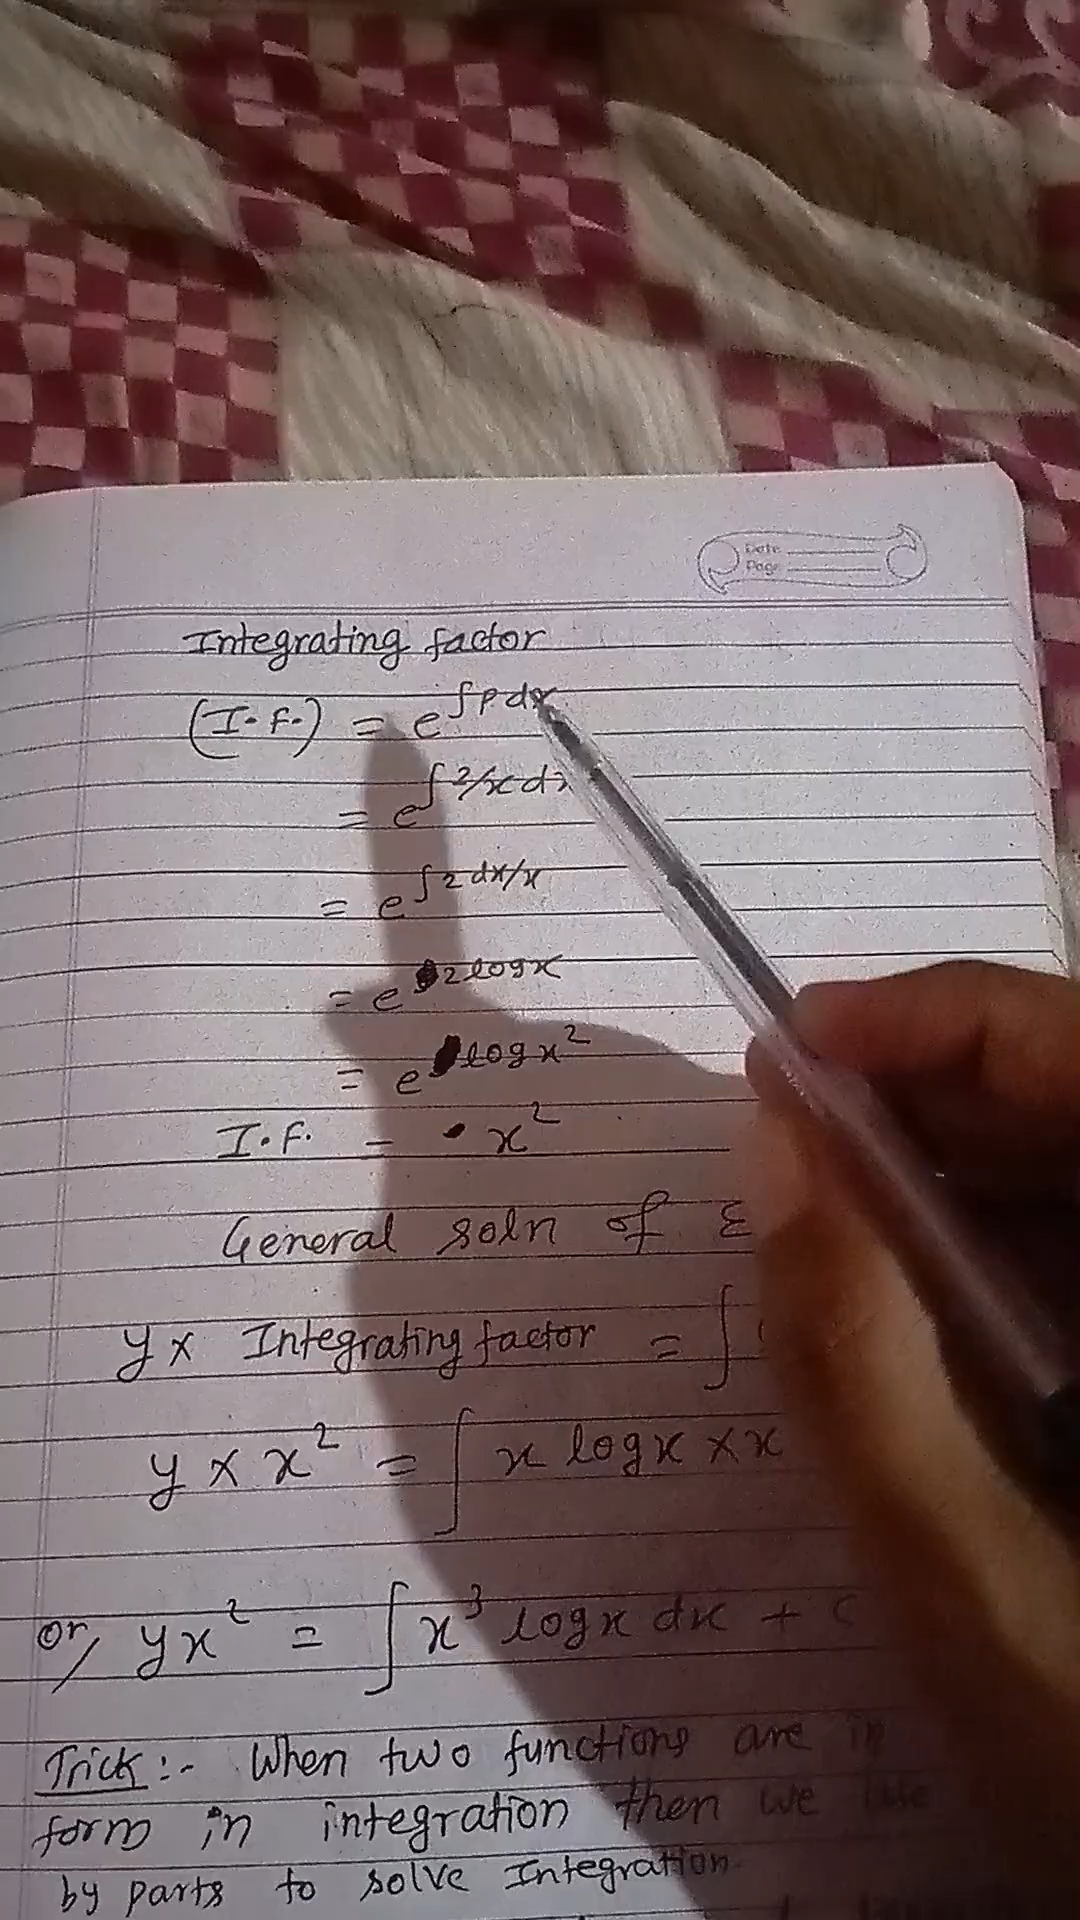 Date
Page
Integrating factor
(I.F.) = e^∫P dx
= e^∫2/x dx
= e^∫2 dx/x
= e^2logx
= e^logx²
I.F. = x²
General soln of
y x Integrating factor = ∫
y × x² = ∫ x logx × x
or, yx² = ∫ x³ logx dx + C
Trick:- When two functions are in
form in integration then we
by parts to solve Integration.